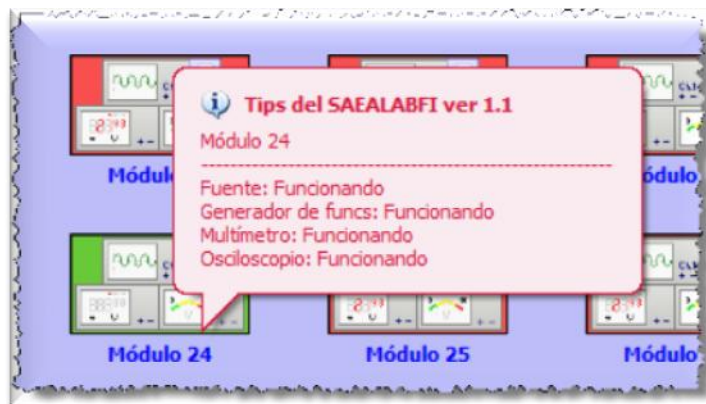 Tips del SAEALABFI ver 1.1
Módulo 24
Fuente: Funcionando
Generador de funcs: Funcionando
Multímetro: Funcionando
Osciloscopio: Funcionando
Módulo 24
Módulo 25
Módulo